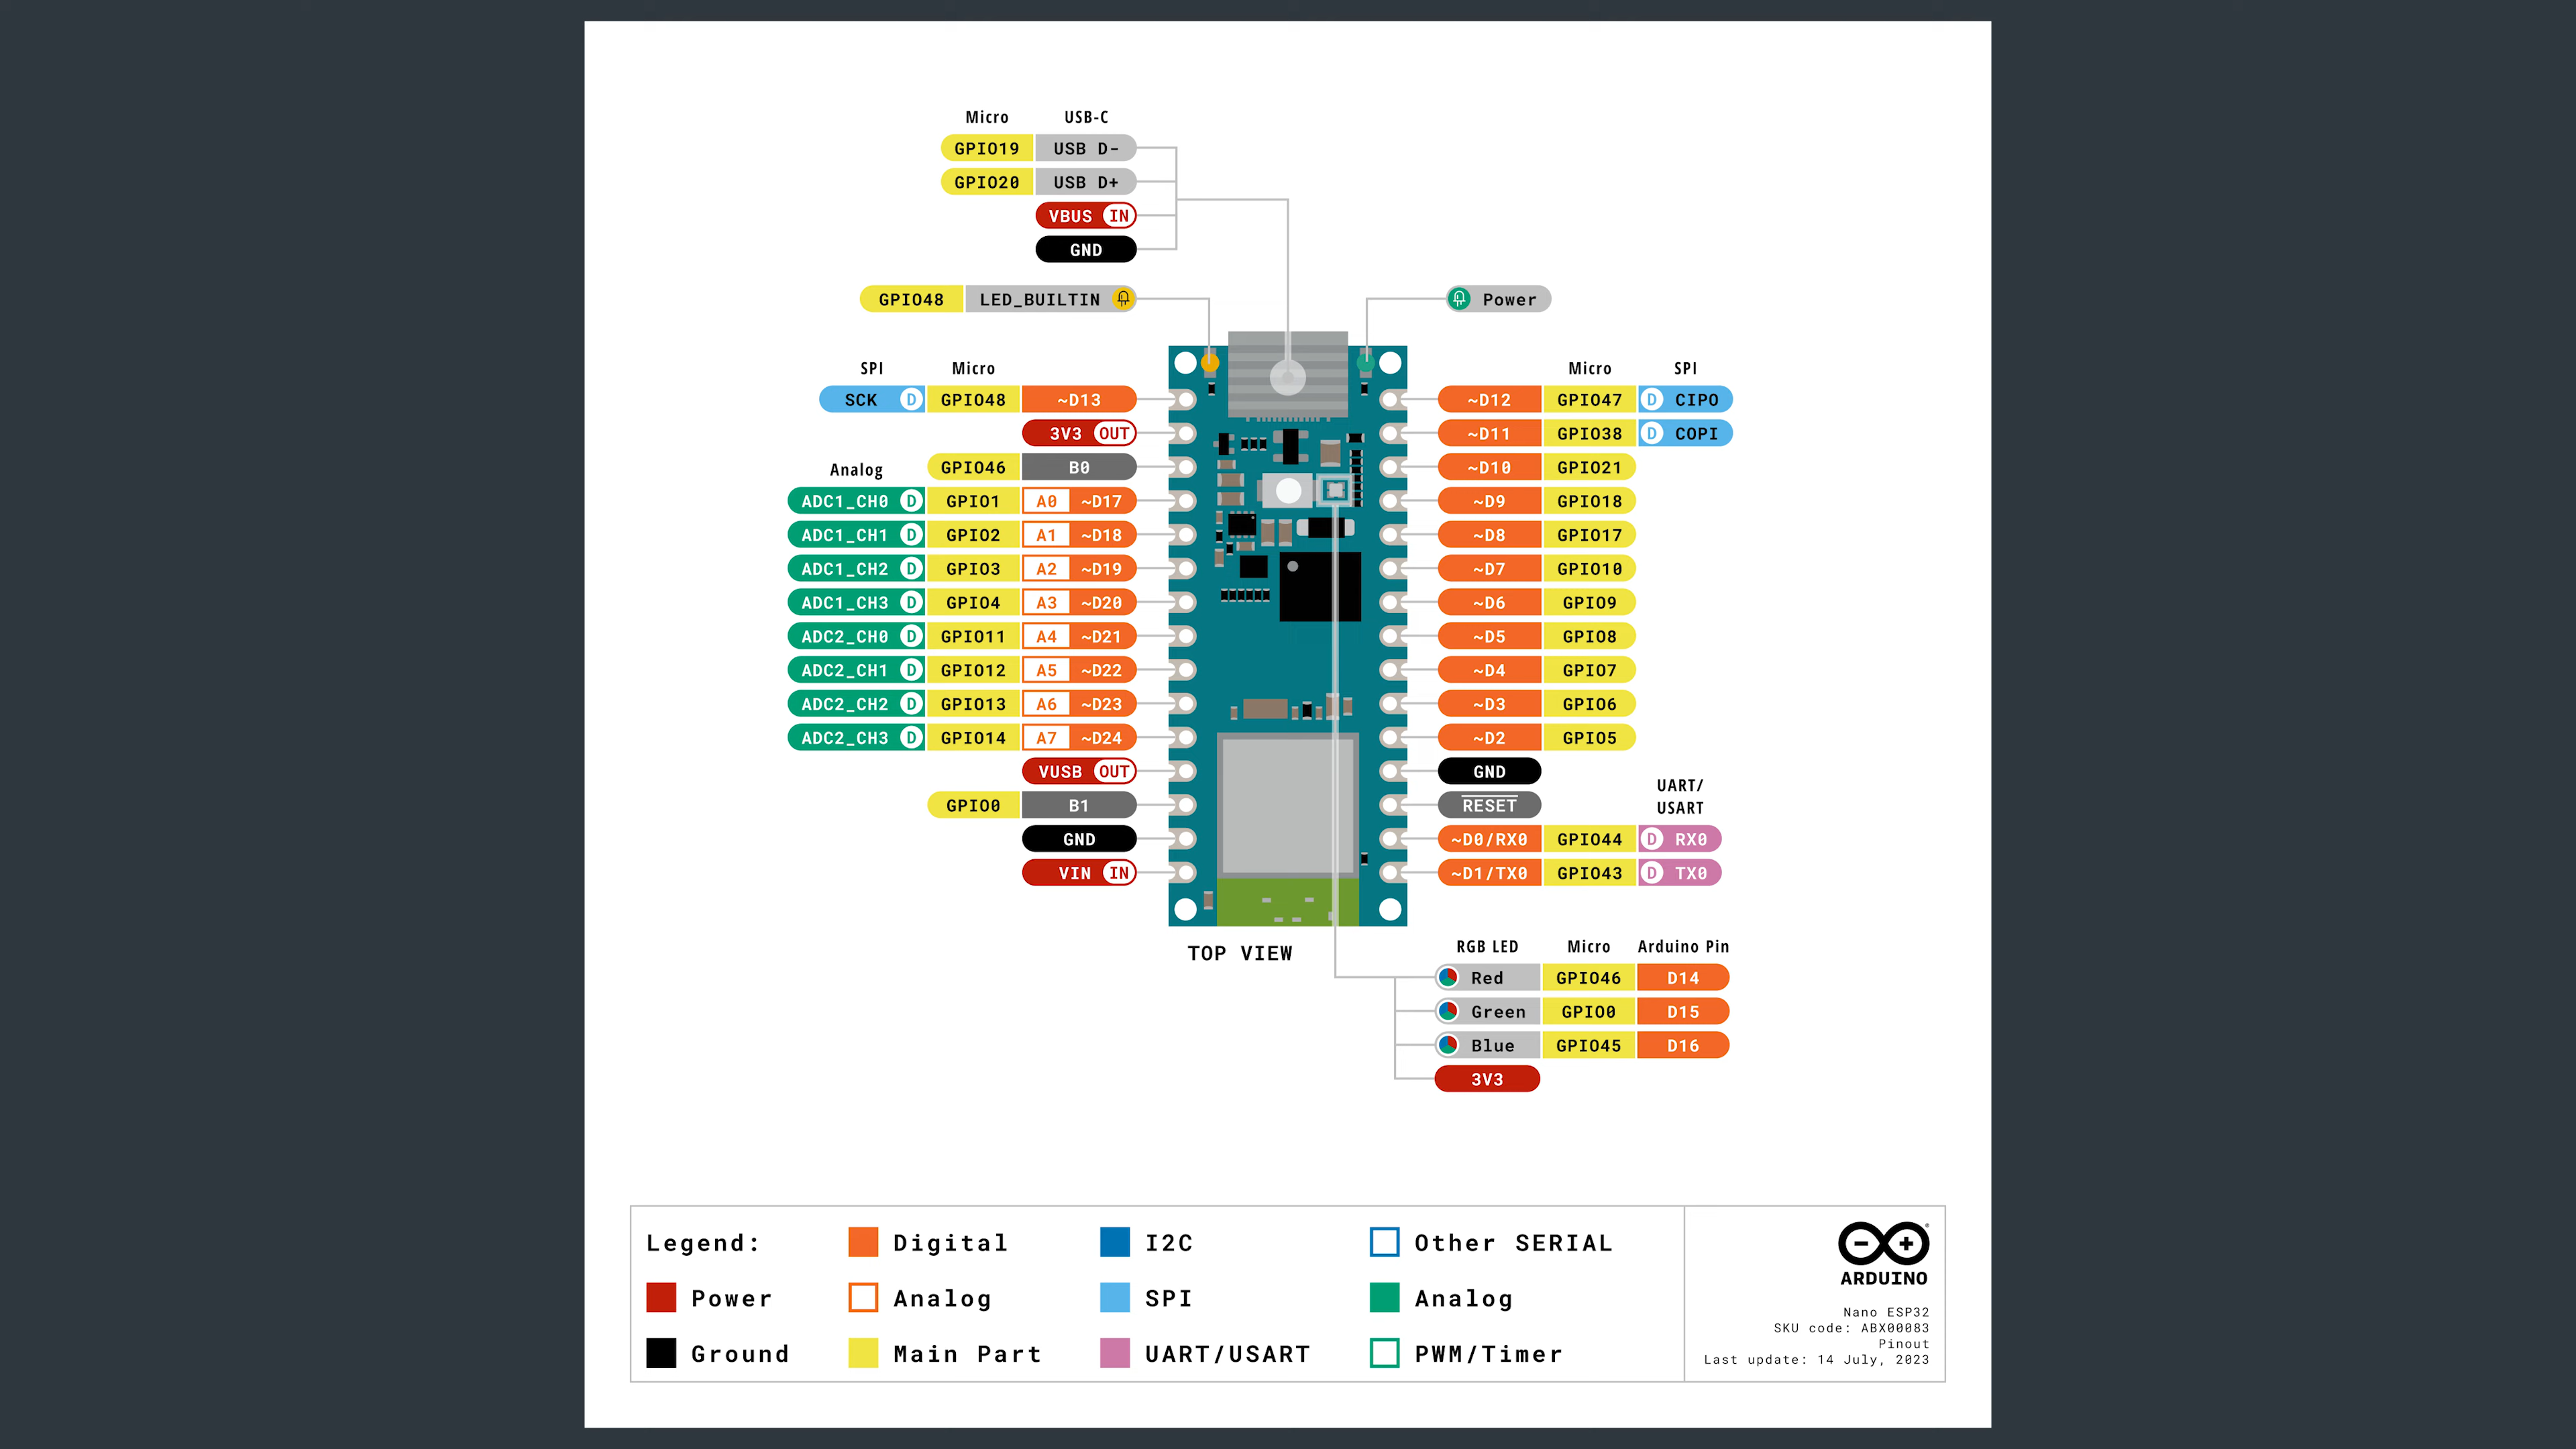 Micro USB-C
GPIO19 USB D-
GPIO20 USB D+
VBUS IN
GND
GPIO48 LED_BUILTIN
Power
SPI Micro
SCK D GPIO48 ~D13
3V3 OUT
Analog GPIO46 B0
ADC1_CH0 D GPIO1 A0 ~D17
ADC1_CH1 D GPIO2 A1 ~D18
ADC1_CH2 D GPIO3 A2 ~D19
ADC1_CH3 D GPIO4 A3 ~D20
ADC2_CH0 D GPIO11 A4 ~D21
ADC2_CH1 D GPIO12 A5 ~D22
ADC2_CH2 D GPIO13 A6 ~D23
ADC2_CH3 D GPIO14 A7 ~D24
VUSB OUT
GPIO0 B1
GND
VIN IN
Micro SPI
~D12 GPIO47 D CIPO
~D11 GPIO38 D COPI
~D10 GPIO21
~D9 GPIO18
~D8 GPIO17
~D7 GPIO10
~D6 GPIO9
~D5 GPIO8
~D4 GPIO7
~D3 GPIO6
~D2 GPIO5
GND
UART/
USART
RESET
~D0/RX0 GPIO44 D RX0
~D1/TX0 GPIO43 D TX0
TOP VIEW
RGB LED Micro Arduino Pin
Red GPIO46 D14
Green GPIO0 D15
Blue GPIO45 D16
3V3
Legend: Digital I2C Other SERIAL
Power Analog SPI Analog
Ground Main Part UART/USART PWM/Timer
ARDUINO
Nano ESP32
SKU code: ABX00083
Pinout
Last update: 14 July, 2023